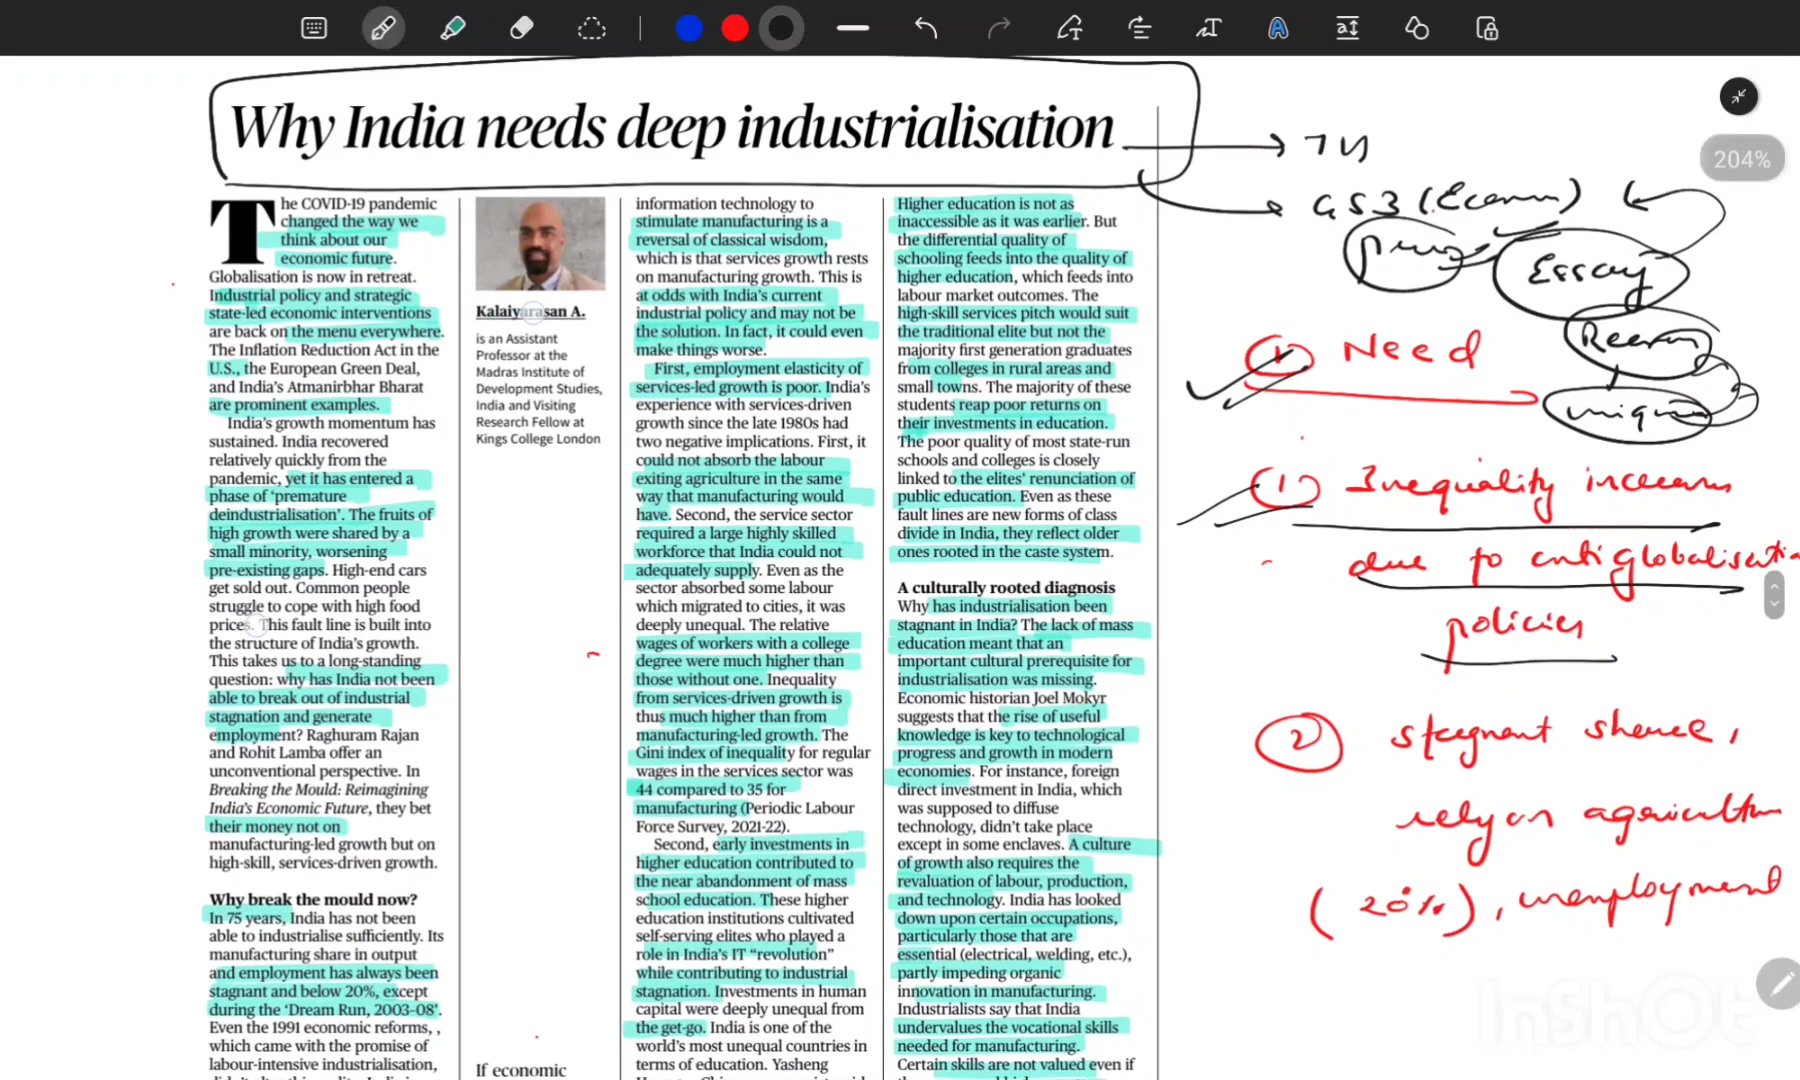 204%
Why India needs deep industrialisation
The COVID-19 pandemic
changed the way we
think about our
economic future.
Globalisation is now in retreat.
Industrial policy and strategic
state-led economic interventions
are back on the menu everywhere.
The Inflation Reduction Act in the
U.S., the European Green Deal,
and India's Atmanirbhar Bharat
are prominent examples.
India's growth momentum has
sustained. India recovered
relatively quickly from the
pandemic, yet it has entered a
phase of 'premature
deindustrialisation'. The fruits of
high growth were shared by a
small minority, worsening
pre-existing gaps. High-end cars
get sold out. Common people
struggle to cope with high food
prices. This fault line is built into
the structure of India's growth.
This takes us to a long-standing
question: why has India not been
able to break out of industrial
stagnation and generate
employment? Raghuram Rajan
and Rohit Lamba offer an
unconventional perspective. In
Breaking the Mould: Reimagining
India's Economic Future, they bet
their money not on
manufacturing-led growth but on
high-skill, services-driven growth.
Why break the mould now?
In 75 years, India has not been
able to industrialise sufficiently. Its
manufacturing share in output
and employment has always been
stagnant and below 20%, except
during the 'Dream Run, 2003-08'.
Even the 1991 economic reforms, ,
which came with the promise of
labour-intensive industrialisation,
Kalaiyarasan A.
is an Assistant
Professor at the
Madras Institute of
Development Studies,
India and Visiting
Research Fellow at
Kings College London
If economic
information technology to
stimulate manufacturing is a
reversal of classical wisdom,
which is that services growth rests
on manufacturing growth. This is
at odds with India's current
industrial policy and may not be
the solution. In fact, it could even
make things worse.
First, employment elasticity of
services-led growth is poor. India's
experience with services-driven
growth since the late 1980s had
two negative implications. First, it
could not absorb the labour
exiting agriculture in the same
way that manufacturing would
have. Second, the service sector
required a large highly skilled
workforce that India could not
adequately supply. Even as the
sector absorbed some labour
which migrated to cities, it was
deeply unequal. The relative
wages of workers with a college
degree were much higher than
those without one. Inequality
from services-driven growth is
thus much higher than from
manufacturing-led growth. The
Gini index of inequality for regular
wages in the services sector was
44 compared to 35 for
manufacturing (Periodic Labour
Force Survey, 2021-22).
Second, early investments in
higher education contributed to
the near abandonment of mass
school education. These higher
education institutions cultivated
self-serving elites who played a
role in India's IT "revolution"
while contributing to industrial
stagnation. Investments in human
capital were deeply unequal from
the get-go. India is one of the
world's most unequal countries in
terms of education. Yasheng
Higher education is not as
inaccessible as it was earlier. But
the differential quality of
schooling feeds into the quality of
higher education, which feeds into
labour market outcomes. The
high-skill services pitch would suit
the traditional elite but not the
majority first generation graduates
from colleges in rural areas and
small towns. The majority of these
students reap poor returns on
their investments in education.
The poor quality of most state-run
schools and colleges is closely
linked to the elites' renunciation of
public education. Even as these
fault lines are new forms of class
divide in India, they reflect older
ones rooted in the caste system.
A culturally rooted diagnosis
Why has industrialisation been
stagnant in India? The lack of mass
education meant that an
important cultural prerequisite for
industrialisation was missing.
Economic historian Joel Mokyr
suggests that the rise of useful
knowledge is key to technological
progress and growth in modern
economies. For instance, foreign
direct investment in India, which
was supposed to diffuse
technology, didn't take place
except in some enclaves. A culture
of growth also requires the
revaluation of labour, production,
and technology. India has looked
down upon certain occupations,
particularly those that are
essential (electrical, welding, etc.),
partly impeding organic
innovation in manufacturing.
Industrialists say that India
undervalues the vocational skills
needed for manufacturing.
Certain skills are not valued even if
GS3 (Econ)
Essay
① Need
① Inequality increases
due to antiglobalisation
policies
② stagnant share,
rely on agriculture
(20%), unemployment
InShOt